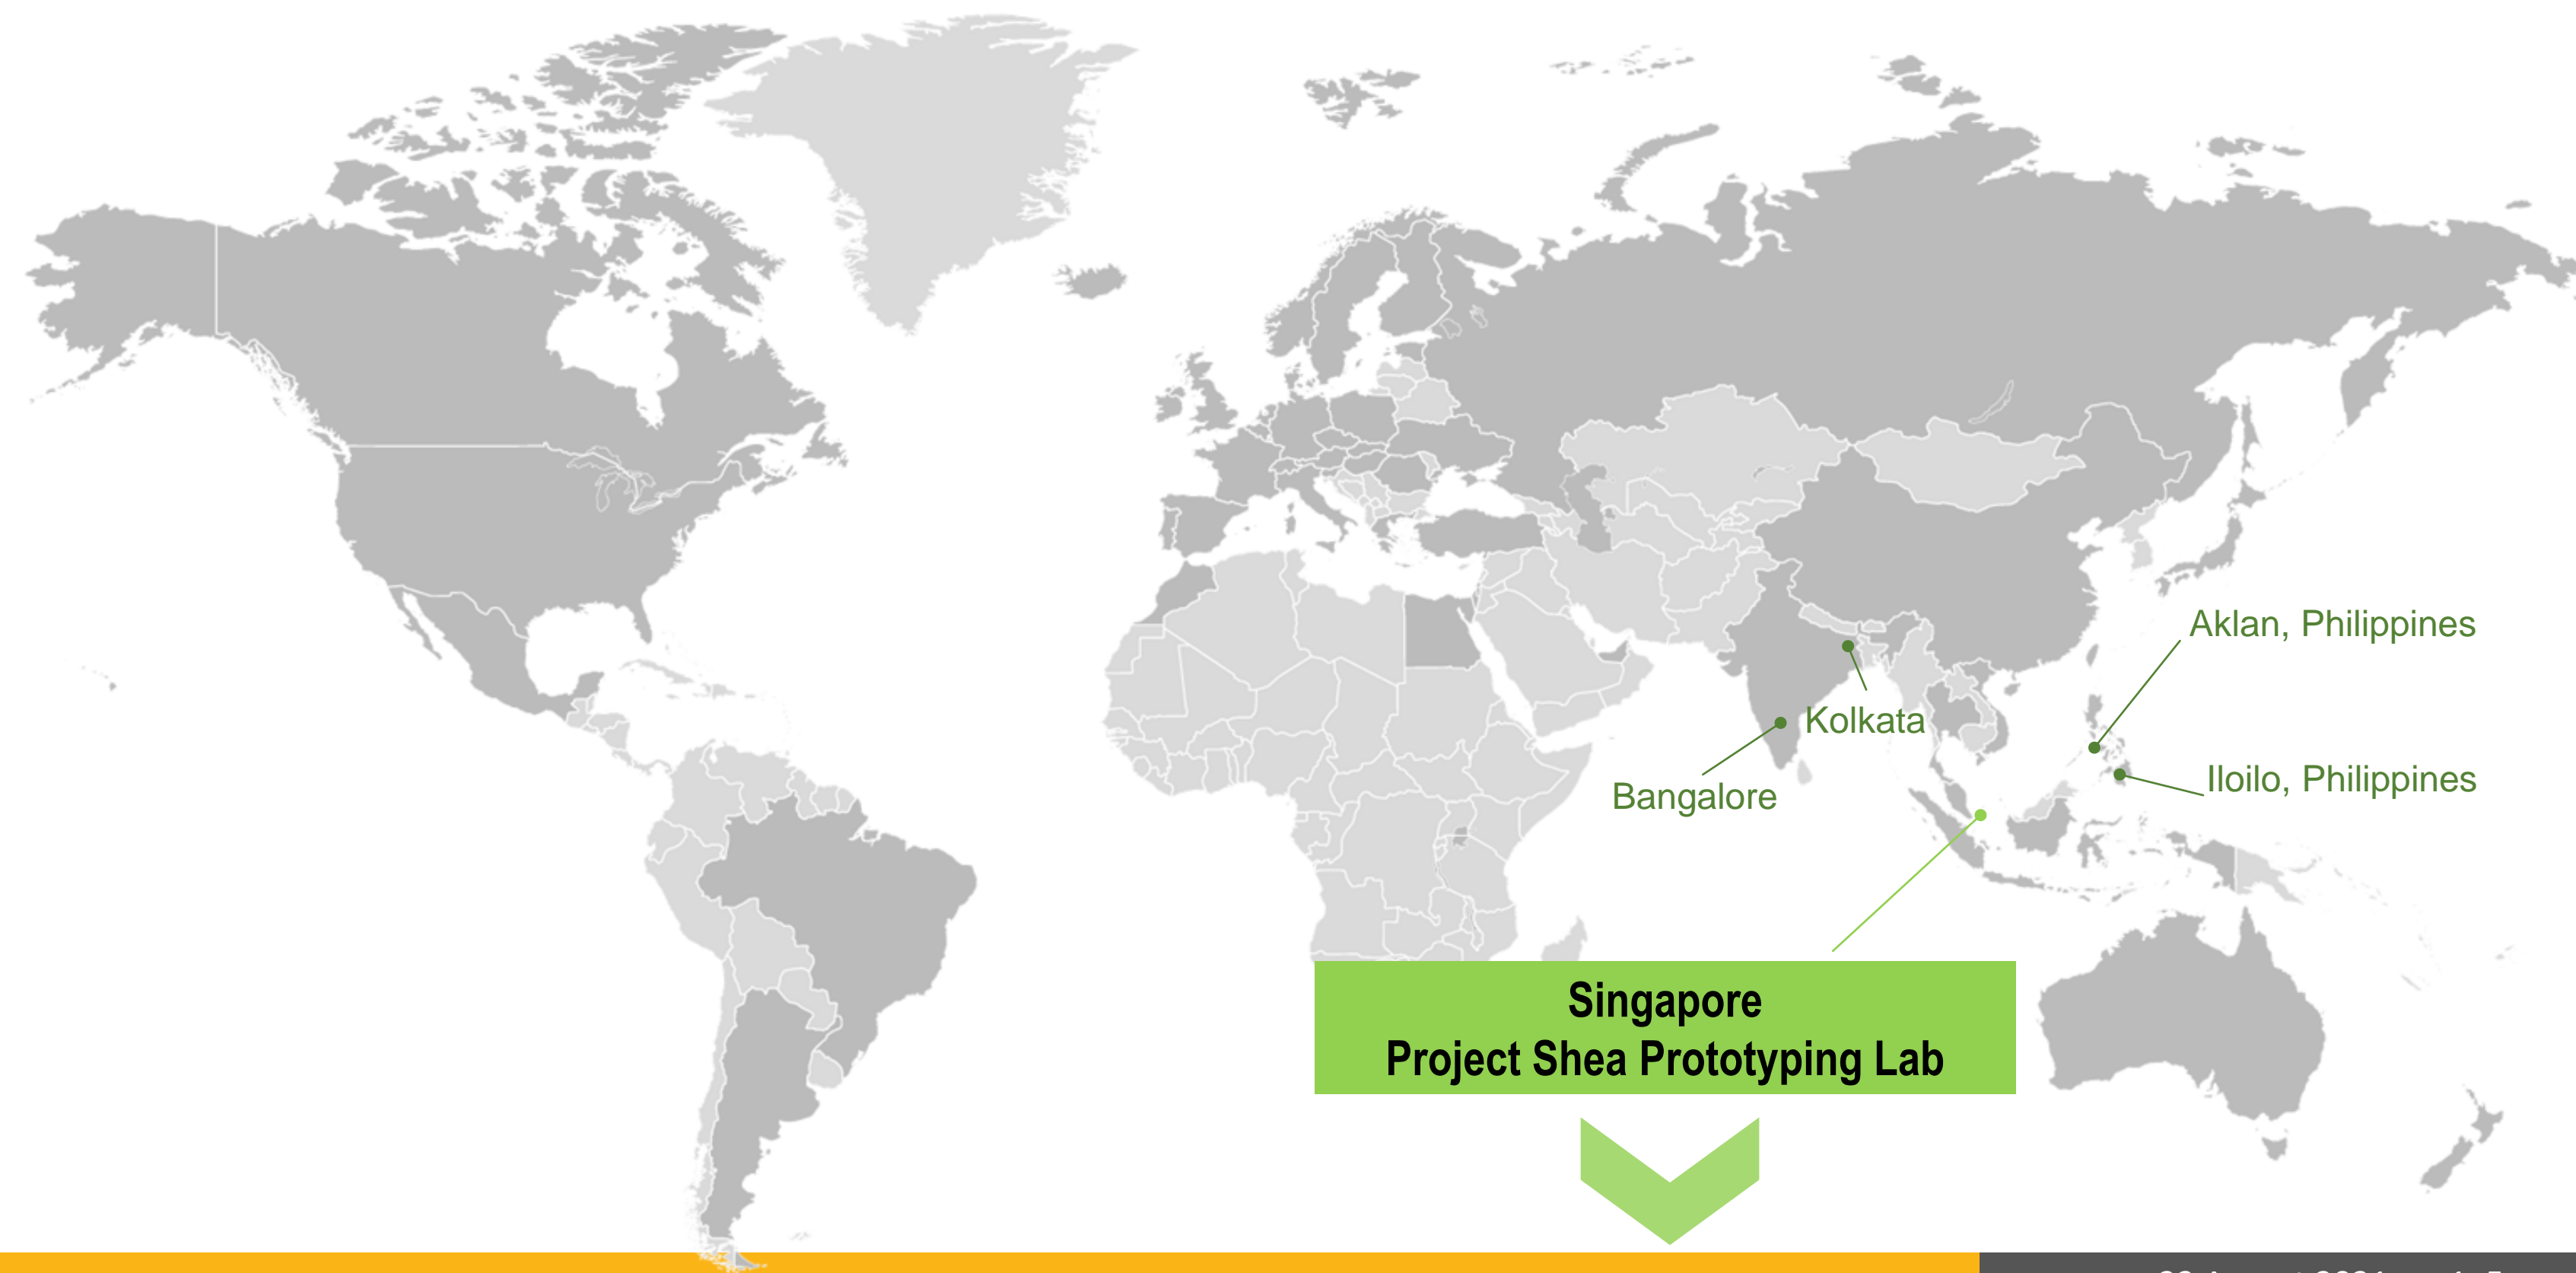 Aklan, Philippines
Kolkata
Iloilo, Philippines
Bangalore
Singapore
Project Shea Prototyping Lab